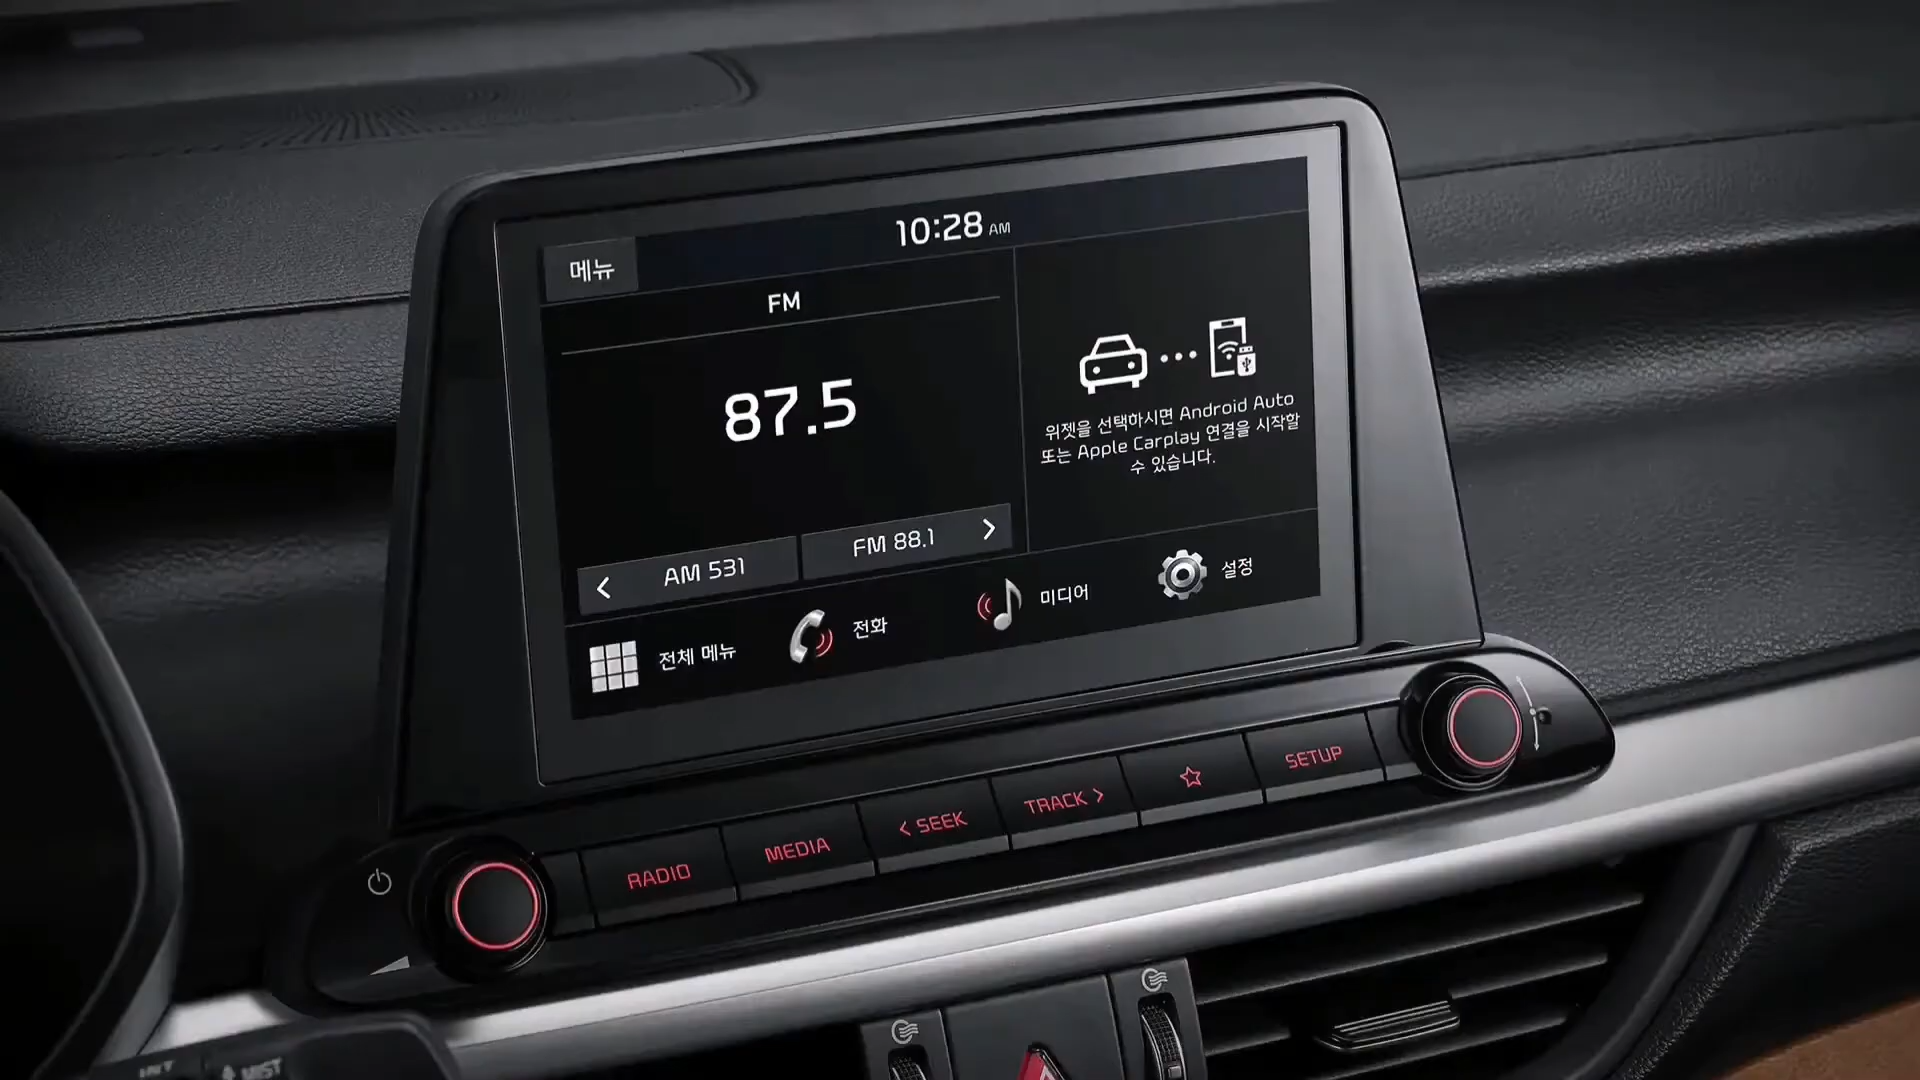 10:28 AM
메뉴
FM
87.5
위젯을 선택하시면 Android Auto
또는 Apple Carplay 연결을 시작할
수 있습니다.
AM 531
FM 88.1
전체 메뉴
전화
미디어
설정
RADIO
MEDIA
< SEEK
TRACK >
SETUP
MIST